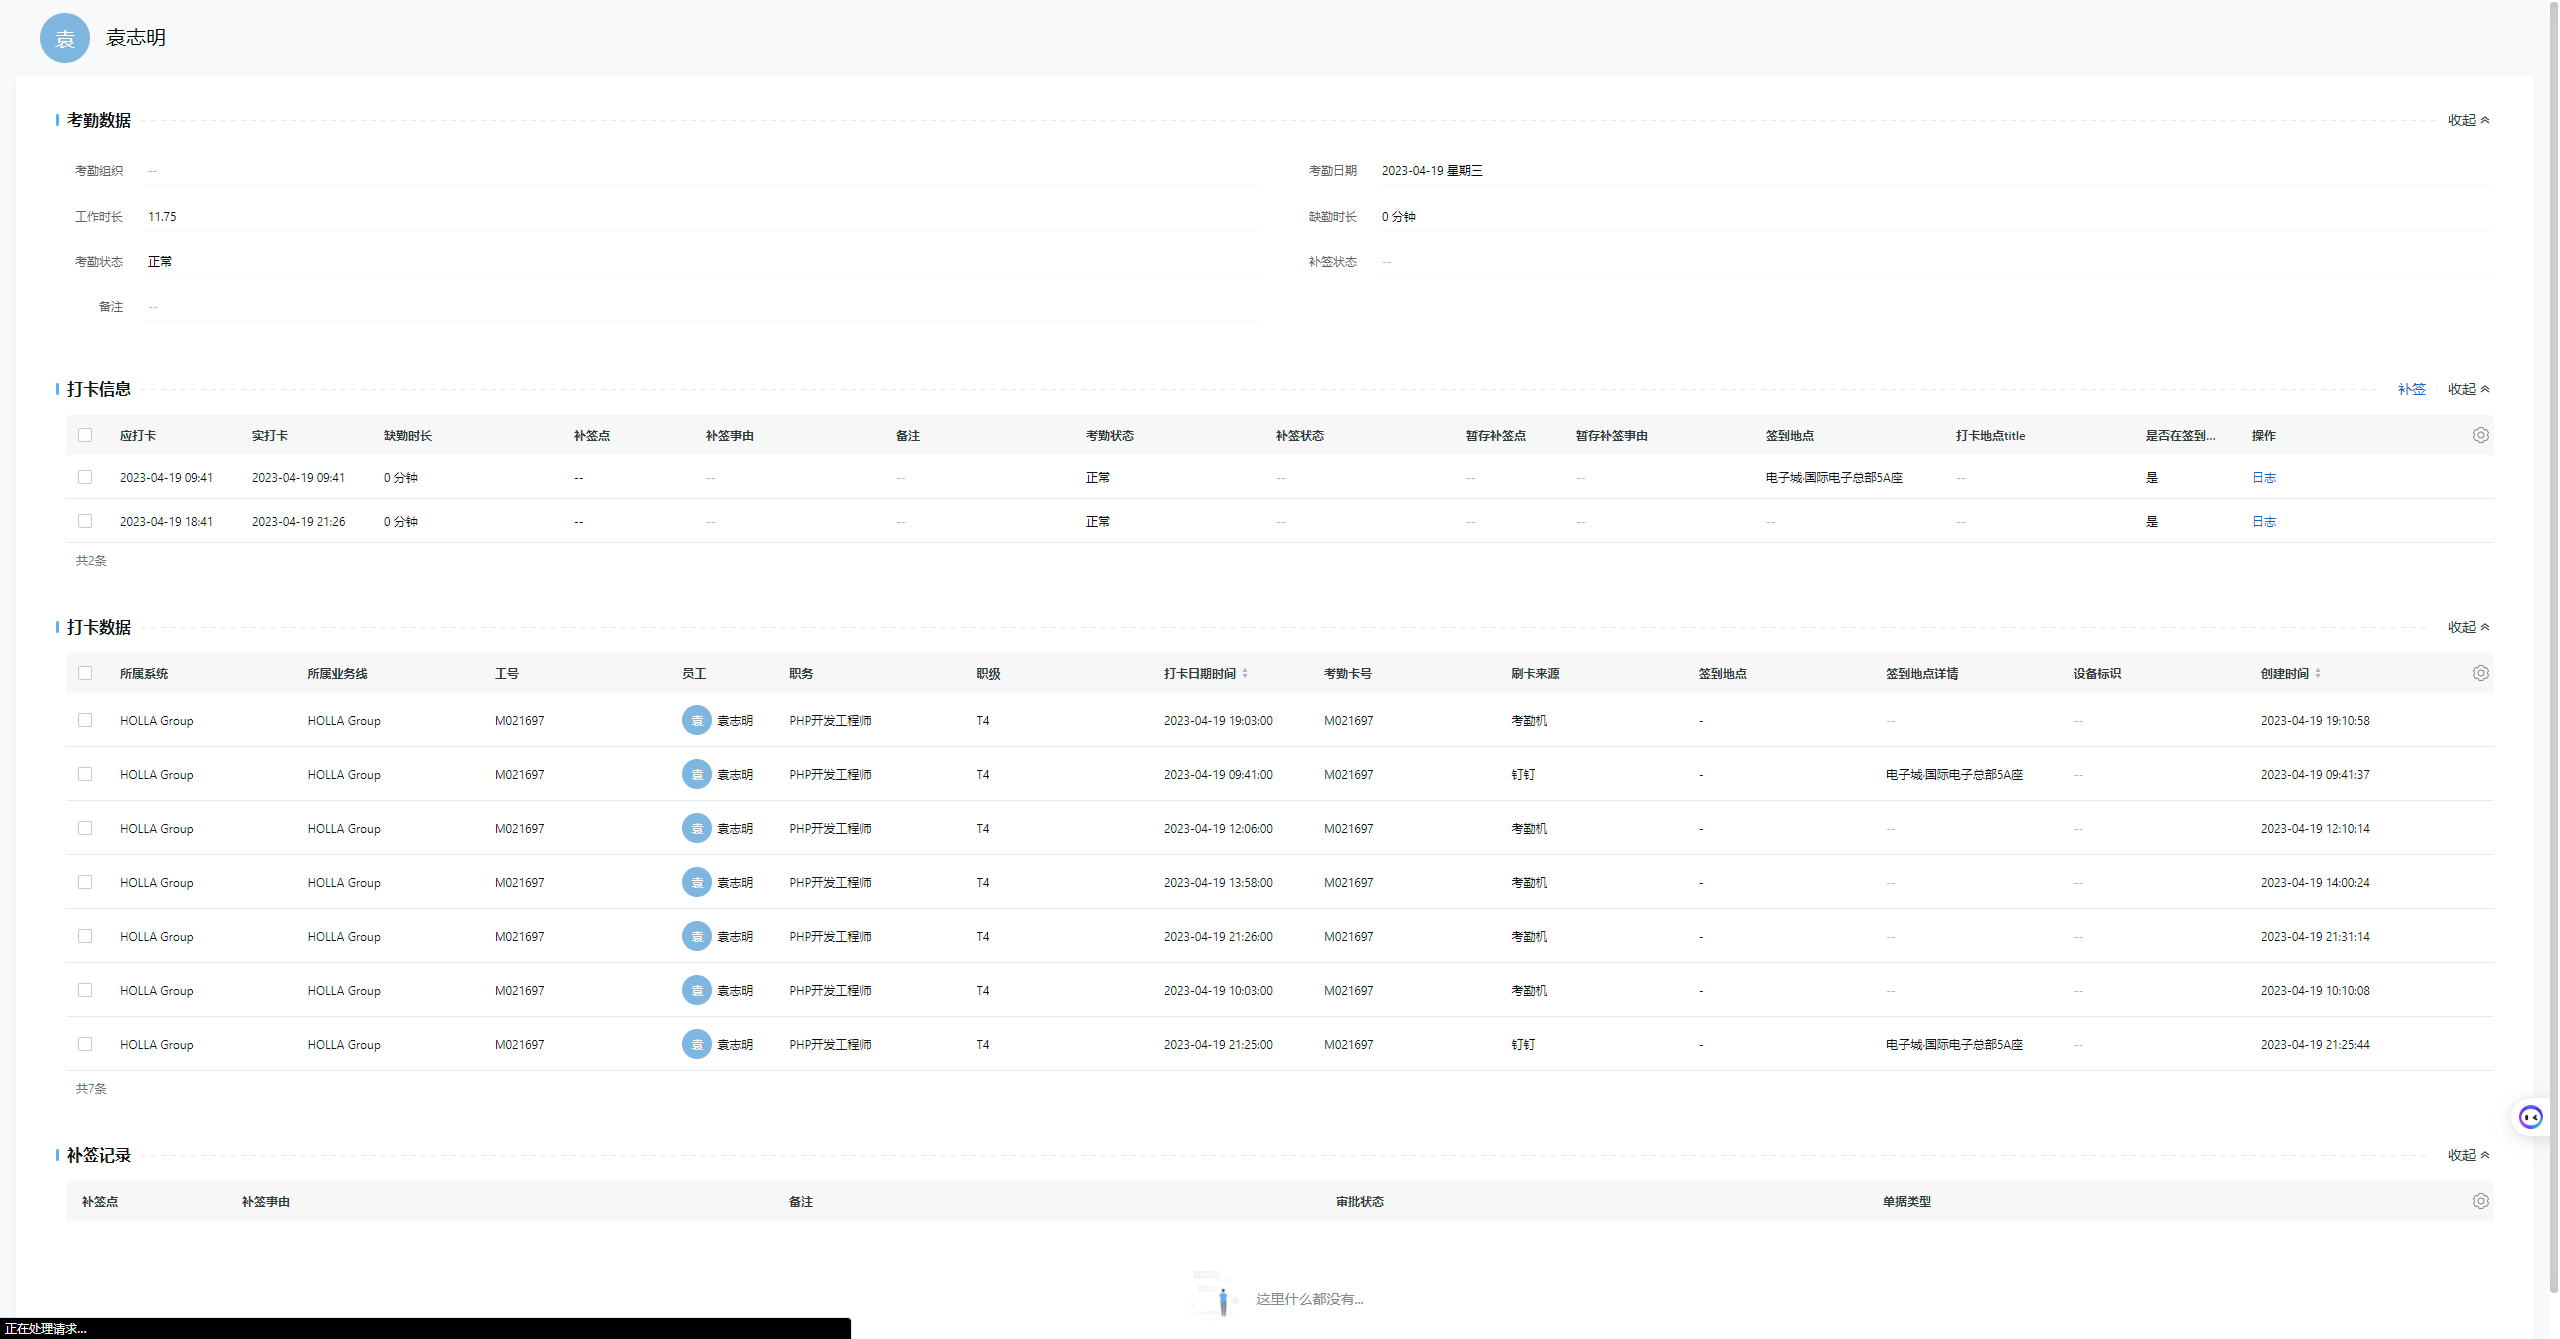 袁 袁志明
考勤数据 收起
考勤组织 -- 考勤日期 2023-04-19 星期三
工作时长 11.75 缺勤时长 0 分钟
考勤状态 正常 补签状态 --
备注 --
打卡信息 补签 收起
应打卡 实打卡 缺勤时长 补签点 补签事由 备注 考勤状态 补签状态 暂存补签点 暂存补签事由 签到地点 打卡地点title 是否在签到... 操作
2023-04-19 09:41 2023-04-19 09:41 0 分钟 -- -- -- 正常 -- -- -- 电子城·国际电子总部5A座 -- 是 日志
2023-04-19 18:41 2023-04-19 21:26 0 分钟 -- -- -- 正常 -- -- -- -- -- 是 日志
共2条
打卡数据 收起
所属系统 所属业务线 工号 员工 职务 职级 打卡日期时间 考勤卡号 刷卡来源 签到地点 签到地点详情 设备标识 创建时间
HOLLA Group HOLLA Group M021697 袁 袁志明 PHP开发工程师 T4 2023-04-19 19:03:00 M021697 考勤机 - -- -- 2023-04-19 19:10:58
HOLLA Group HOLLA Group M021697 袁 袁志明 PHP开发工程师 T4 2023-04-19 09:41:00 M021697 钉钉 - 电子城·国际电子总部5A座 -- 2023-04-19 09:41:37
HOLLA Group HOLLA Group M021697 袁 袁志明 PHP开发工程师 T4 2023-04-19 12:06:00 M021697 考勤机 - -- -- 2023-04-19 12:10:14
HOLLA Group HOLLA Group M021697 袁 袁志明 PHP开发工程师 T4 2023-04-19 13:58:00 M021697 考勤机 - -- -- 2023-04-19 14:00:24
HOLLA Group HOLLA Group M021697 袁 袁志明 PHP开发工程师 T4 2023-04-19 21:26:00 M021697 考勤机 - -- -- 2023-04-19 21:31:14
HOLLA Group HOLLA Group M021697 袁 袁志明 PHP开发工程师 T4 2023-04-19 10:03:00 M021697 考勤机 - -- -- 2023-04-19 10:10:08
HOLLA Group HOLLA Group M021697 袁 袁志明 PHP开发工程师 T4 2023-04-19 21:25:00 M021697 钉钉 - 电子城·国际电子总部5A座 -- 2023-04-19 21:25:44
共7条
补签记录 收起
补签点 补签事由 备注 审批状态 单据类型
这里什么都没有...
正在处理请求...